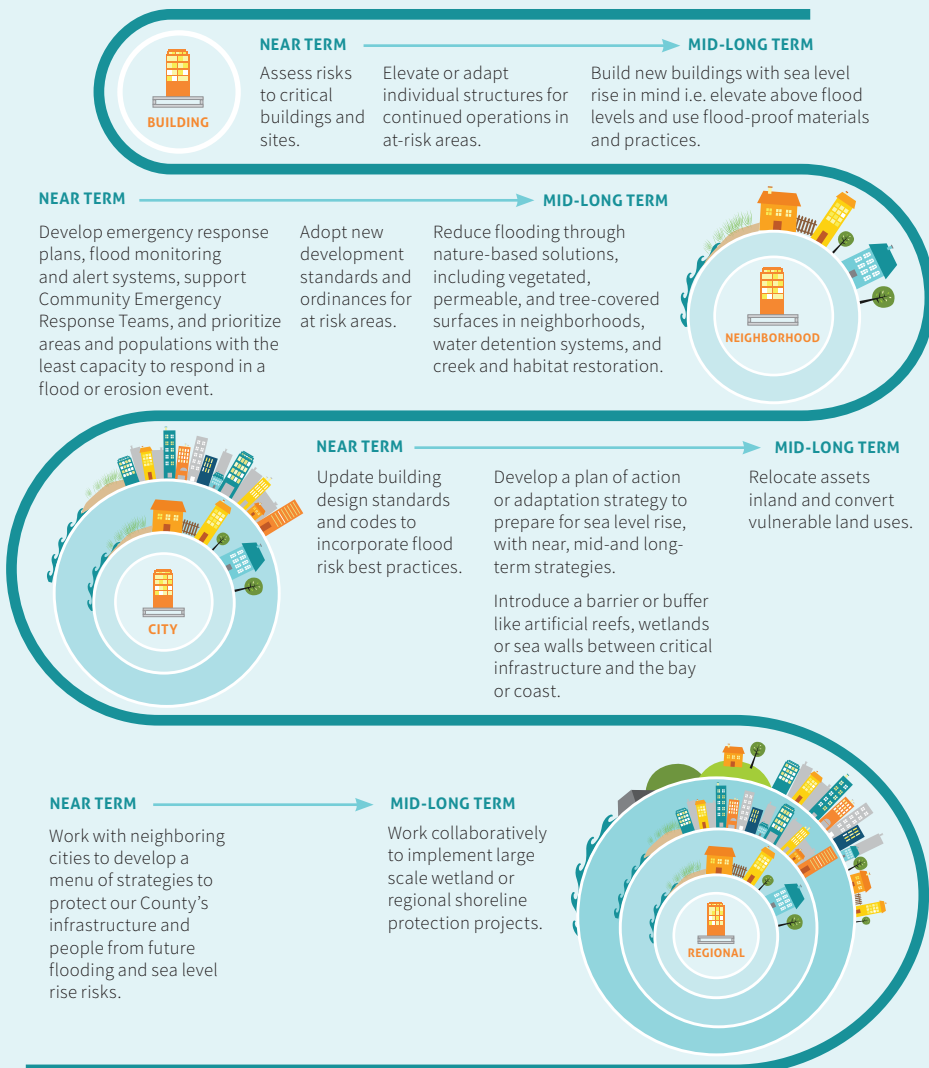 NEAR TERM
MID-LONG TERM
Assess risks
to critical
buildings and
sites.
Elevate or adapt
individual structures for
continued operations in
at-risk areas.
Build new buildings with sea level
rise in mind i.e. elevate above flood
levels and use flood-proof materials
and practices.
BUILDING
NEAR TERM
MID-LONG TERM
Develop emergency response
plans, flood monitoring
and alert systems, support
Community Emergency
Response Teams, and prioritize
areas and populations with the
least capacity to respond in a
flood or erosion event.
Adopt new
development
standards and
ordinances for
at risk areas.
Reduce flooding through
nature-based solutions,
including vegetated,
permeable, and tree-covered
surfaces in neighborhoods,
water detention systems, and
creek and habitat restoration.
NEIGHBORHOOD
NEAR TERM
MID-LONG TERM
Update building
design standards
and codes to
incorporate flood
risk best practices.
Develop a plan of action
or adaptation strategy to
prepare for sea level rise,
with near, mid-and long-
term strategies.
Introduce a barrier or buffer
like artificial reefs, wetlands
or sea walls between critical
infrastructure and the bay
or coast.
Relocate assets
inland and convert
vulnerable land uses.
CITY
NEAR TERM
MID-LONG TERM
Work with neighboring
cities to develop a
menu of strategies to
protect our County’s
infrastructure and
people from future
flooding and sea level
rise risks.
Work collaboratively
to implement large
scale wetland or
regional shoreline
protection projects.
REGIONAL